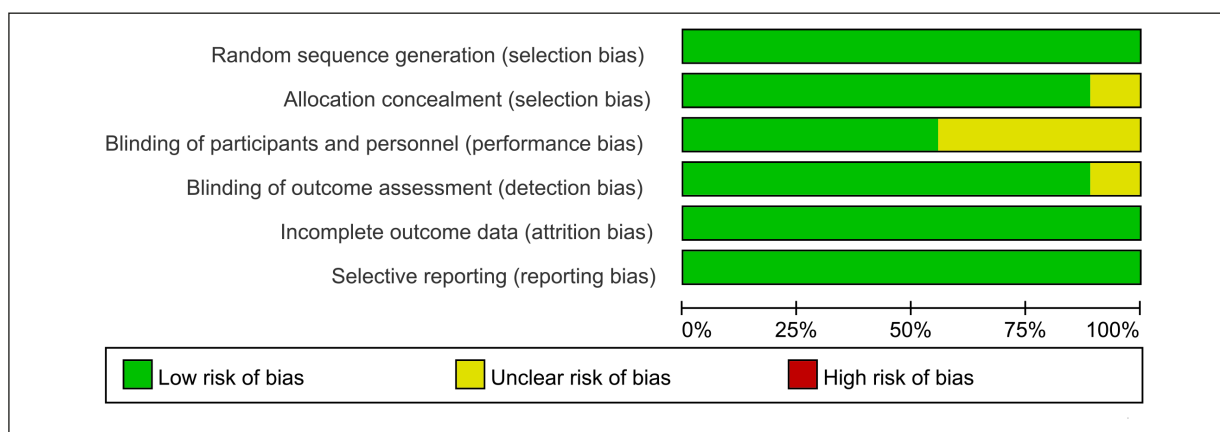 Random sequence generation (selection bias)
Allocation concealment (selection bias)
Blinding of participants and personnel (performance bias)
Blinding of outcome assessment (detection bias)
Incomplete outcome data (attrition bias)
Selective reporting (reporting bias)
0% 25% 50% 75% 100%
Low risk of bias Unclear risk of bias High risk of bias